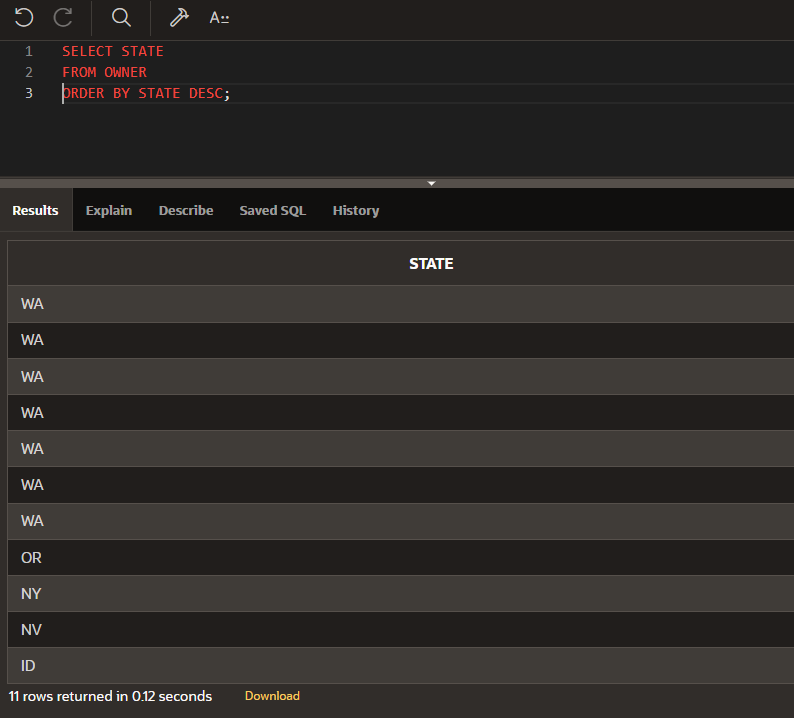 A
1 SELECT STATE
2 FROM OWNER
3 ORDER BY STATE DESC;
Results Explain Describe Saved SQL History
STATE
WA
WA
WA
WA
WA
WA
WA
OR
NY
NV
ID
11 rows returned in 0.12 seconds Download